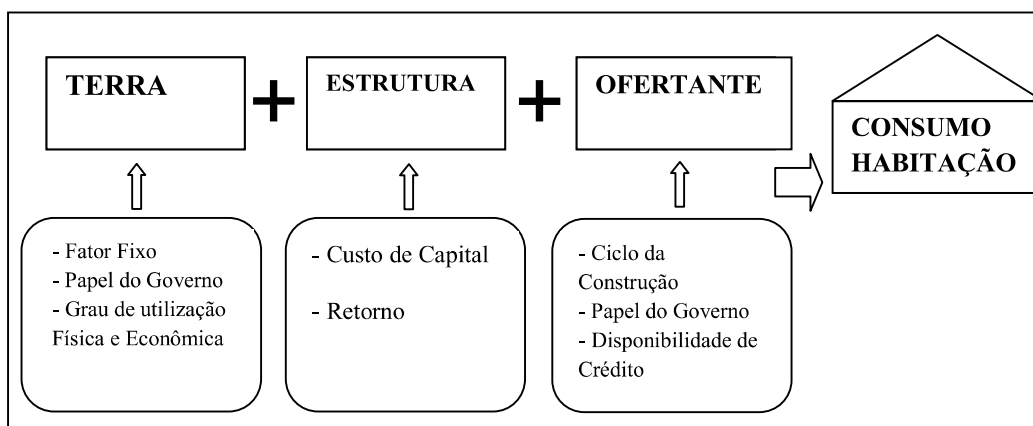 TERRA
+
ESTRUTURA
+
OFERTANTE
CONSUMO
HABITAÇÃO
- Fator Fixo
- Papel do Governo
- Grau de utilização
Física e Econômica
- Custo de Capital
- Retorno
- Ciclo da
Construção
- Papel do Governo
- Disponibilidade de
Crédito